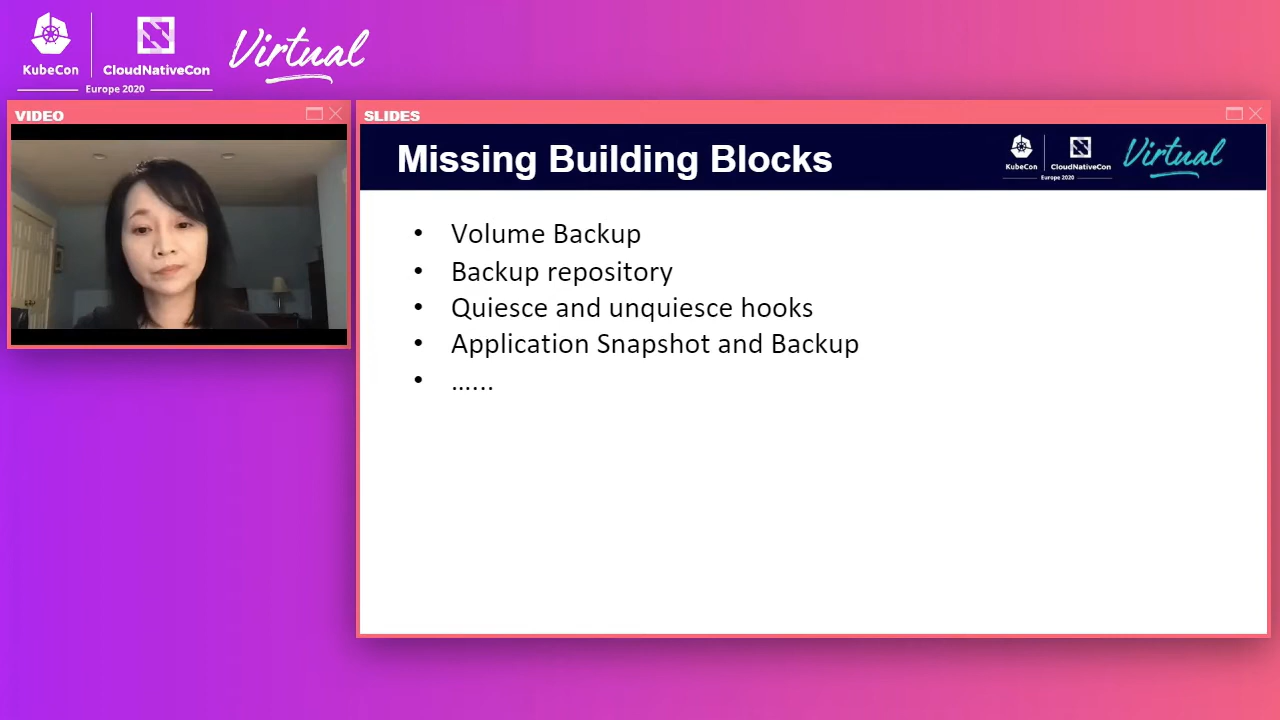 KubeCon
CloudNativeCon
Europe 2020
Virtual
VIDEO
SLIDES
Missing Building Blocks
KubeCon
CloudNativeCon
Europe 2020
Virtual
• Volume Backup
• Backup repository
• Quiesce and unquiesce hooks
• Application Snapshot and Backup
• …...